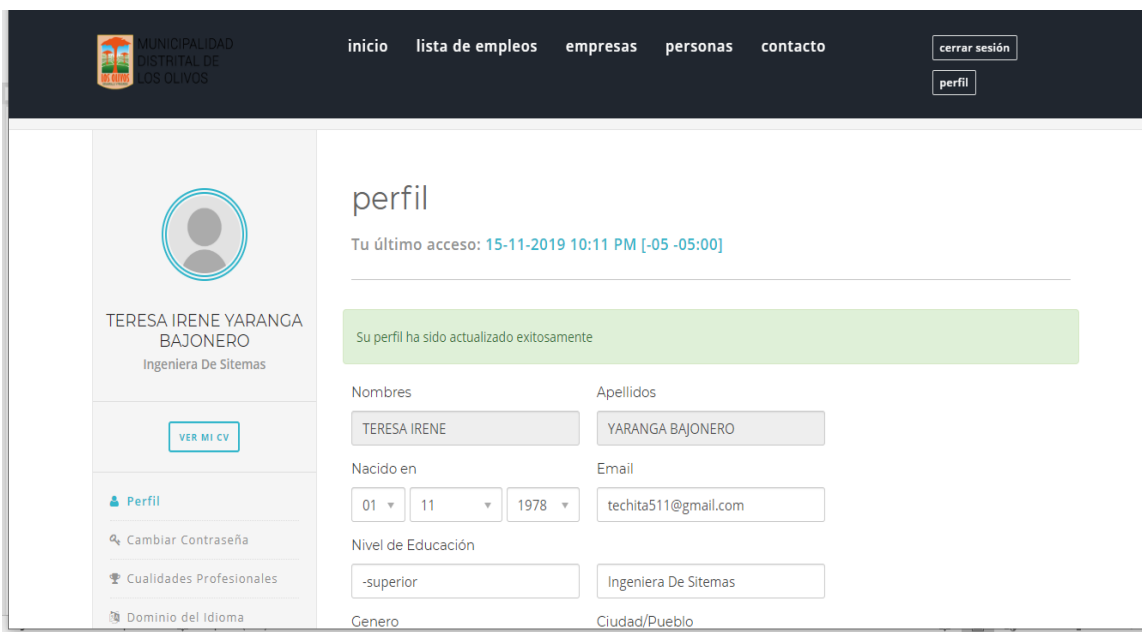 MUNICIPALIDAD
DISTRITAL DE
LOS OLIVOS
LOS OLIVOS
inicio lista de empleos empresas personas contacto
cerrar sesión
perfil
TERESA IRENE YARANGA
BAJONERO
Ingeniera De Sitemas
VER MI CV
Perfil
Cambiar Contraseña
Cualidades Profesionales
Dominio del Idioma
perfil
Tu último acceso: 15-11-2019 10:11 PM [-05 -05:00]
Su perfil ha sido actualizado exitosamente
Nombres Apellidos
TERESA IRENE YARANGA BAJONERO
Nacido en Email
01 11 1978 techita511@gmail.com
Nivel de Educación
-superior Ingeniera De Sitemas
Genero Ciudad/Pueblo